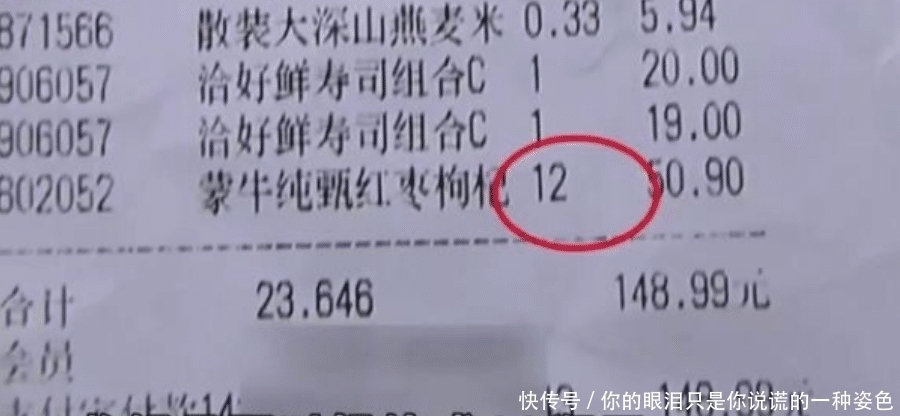 871566 散装大深山燕麦米 0.33 5.94
906057 洽好鲜寿司组合C 1 20.00
906057 洽好鲜寿司组合C 1 19.00
802052 蒙牛纯甄红枣枸杞 12 50.90
合计 23.646 148.99元
会员
快传号/你的眼泪只是你说谎的一种姿色